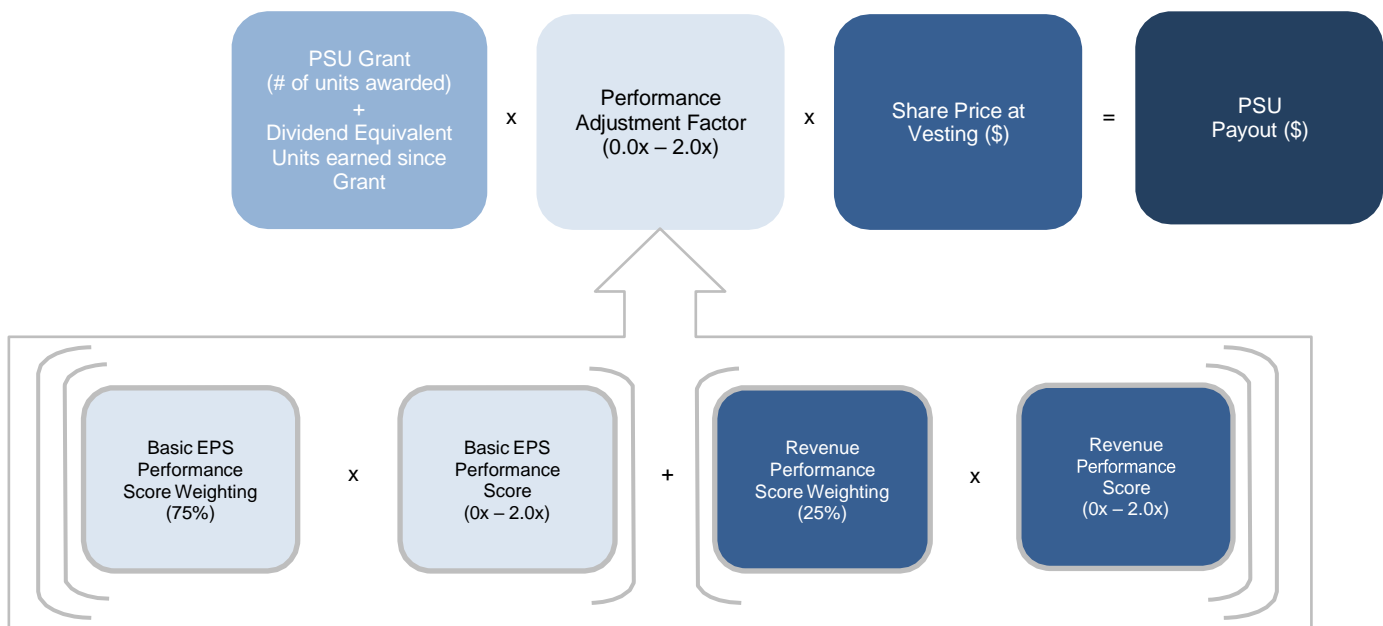 PSU Grant
(# of units awarded)
+
Dividend Equivalent
Units earned since
Grant
x
Performance
Adjustment Factor
(0.0x – 2.0x)
x
Share Price at
Vesting ($)
=
PSU
Payout ($)
Basic EPS
Performance
Score Weighting
(75%)
x
Basic EPS
Performance
Score
(0x – 2.0x)
+
Revenue
Performance
Score Weighting
(25%)
x
Revenue
Performance
Score
(0x – 2.0x)